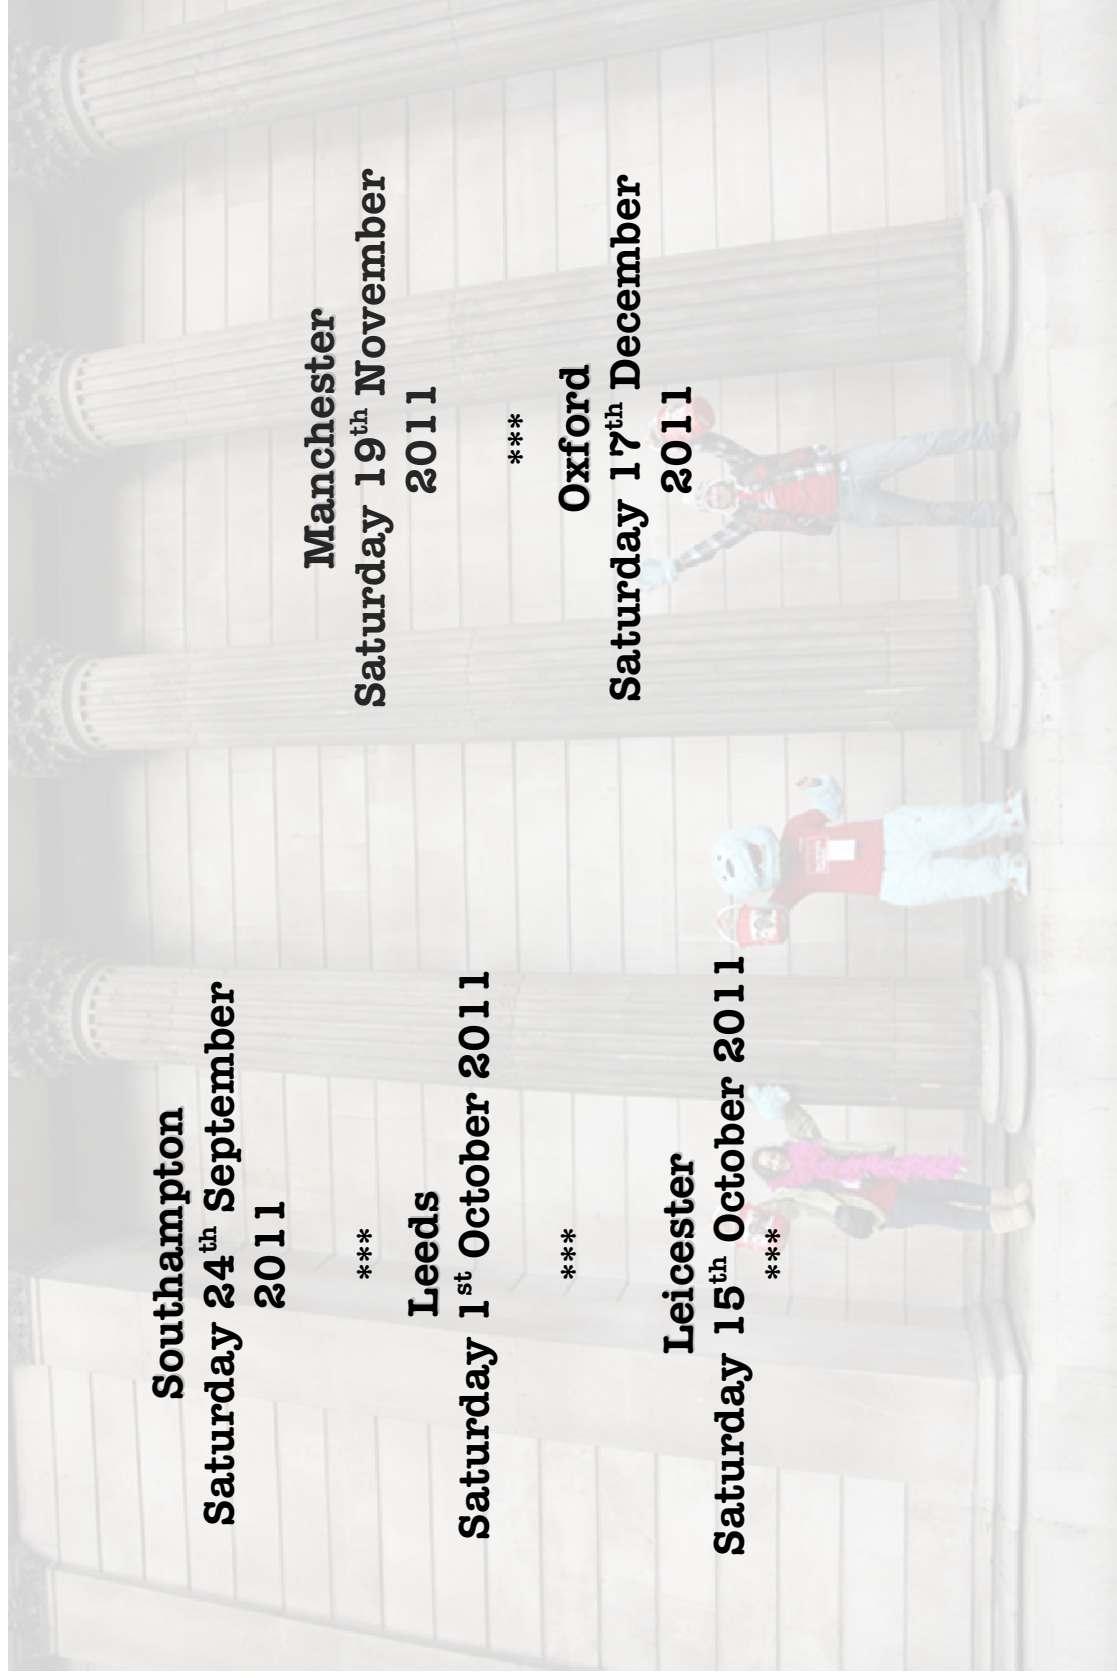 Southampton
Saturday 24th September
2011
***
Leeds
Saturday 1st October 2011
***
Leicester
Saturday 15th October 2011
***
Manchester
Saturday 19th November
2011
***
Oxford
Saturday 17th December
2011